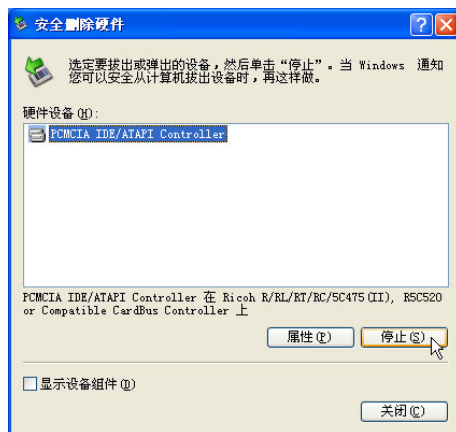 安全删除硬件
选定要拔出或弹出的设备，然后单击“停止”。当 Windows 通知
您可以安全从计算机拔出设备时，再这样做。
硬件设备(H):
PCMCIA IDE/ATAPI Controller
PCMCIA IDE/ATAPI Controller 在 Ricoh R/RL/RT/RC/5C475(II), R5C520
or Compatible CardBus Controller 上
属性(P) 停止(S)
显示设备组件(D)
关闭(C)